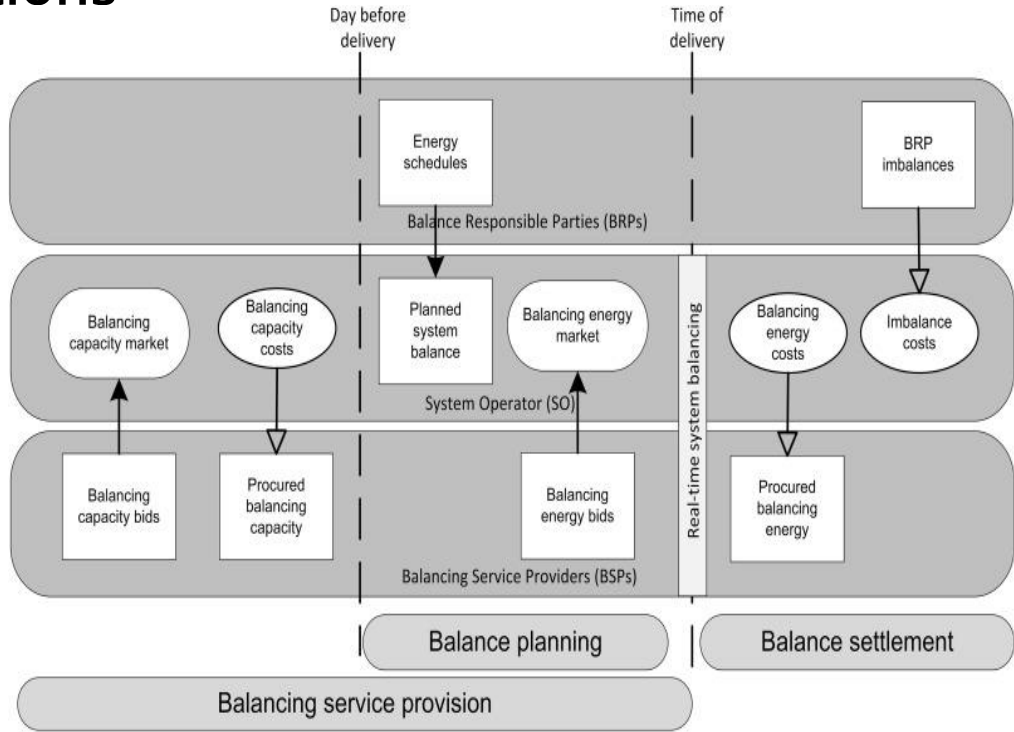 Day before
delivery
Time of
delivery
Energy
schedules
BRP
imbalances
Balance Responsible Parties (BRPs)
Balancing
capacity market
Balancing
capacity
costs
Planned
system
balance
Balancing energy
market
Balancing
energy
costs
Imbalance
costs
System Operator (SO)
Real-time system balancing
Balancing
capacity bids
Procured
balancing
capacity
Balancing
energy bids
Procured
balancing
energy
Balancing Service Providers (BSPs)
Balance planning
Balance settlement
Balancing service provision